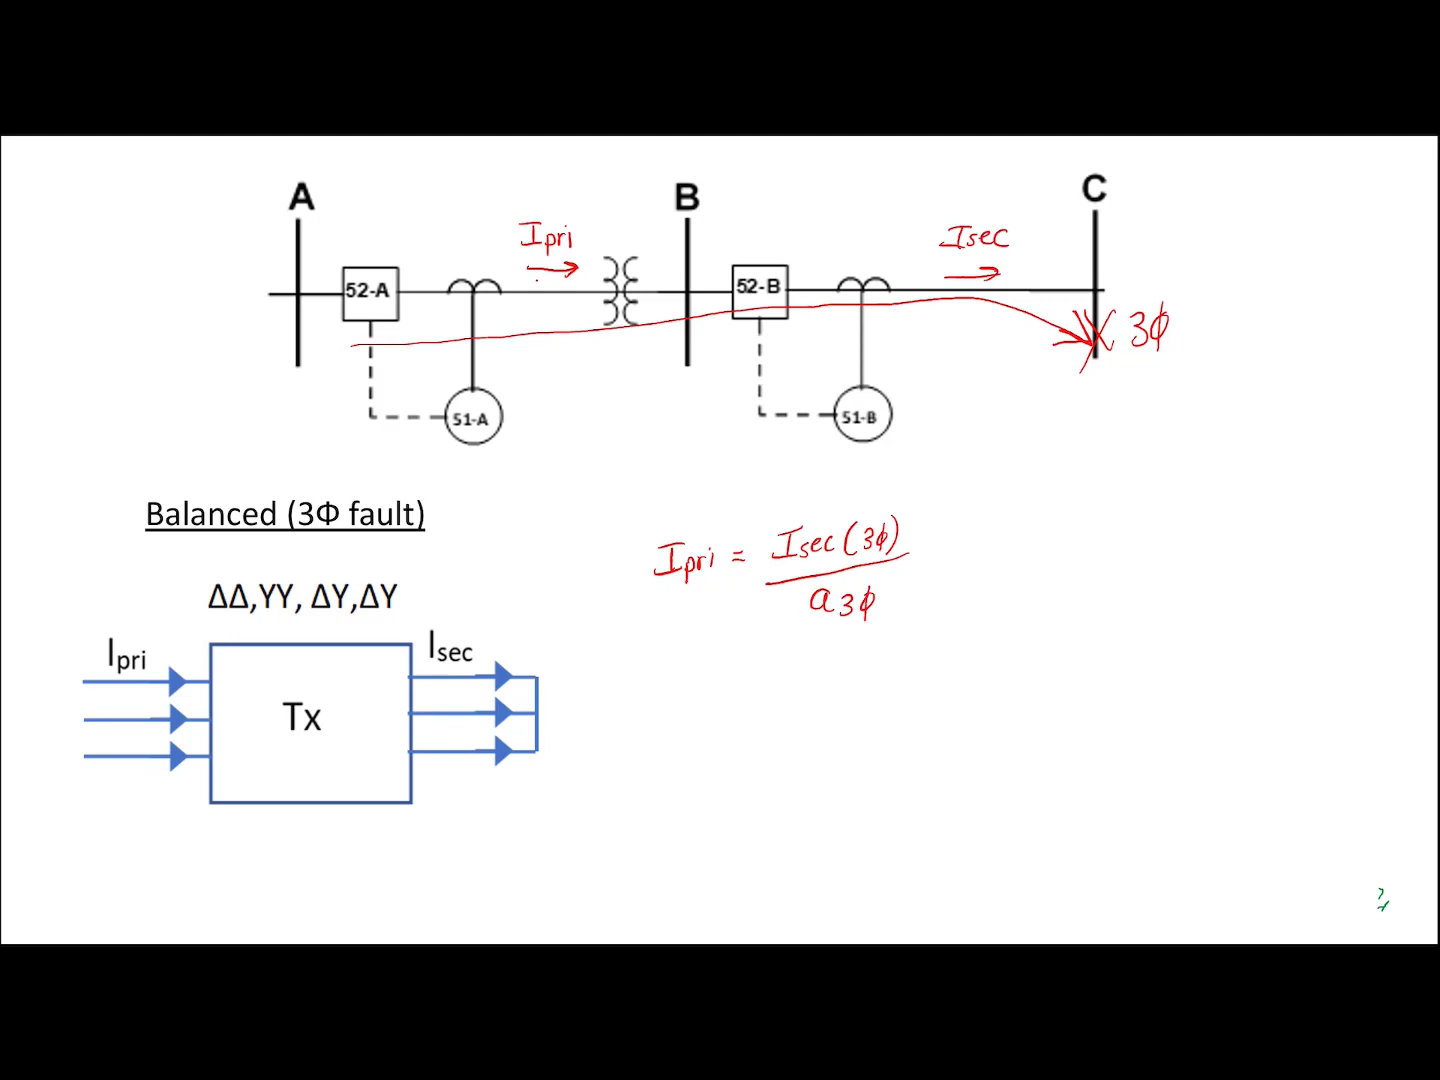 A B C
Ipri Isec
52-A 52-B
3ϕ
51-A 51-B
Balanced (3Φ fault)
Ipri = Isec (3ϕ)
a3ϕ
ΔΔ,YY, ΔY,ΔY
Ipri Isec
Tx